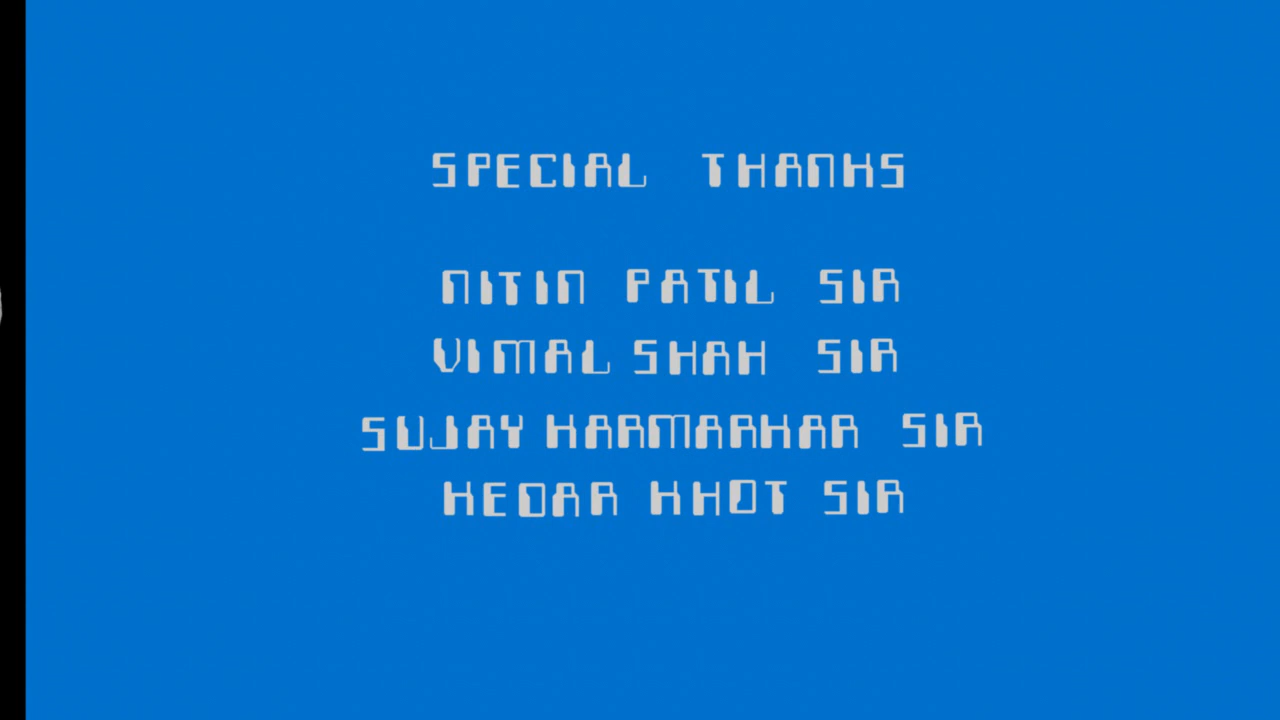 SPECIAL THANKS
NITIN PATIL SIR
VIMAL SHAH SIR
SUJAY KARMARKAR SIR
KEDAR KHOT SIR